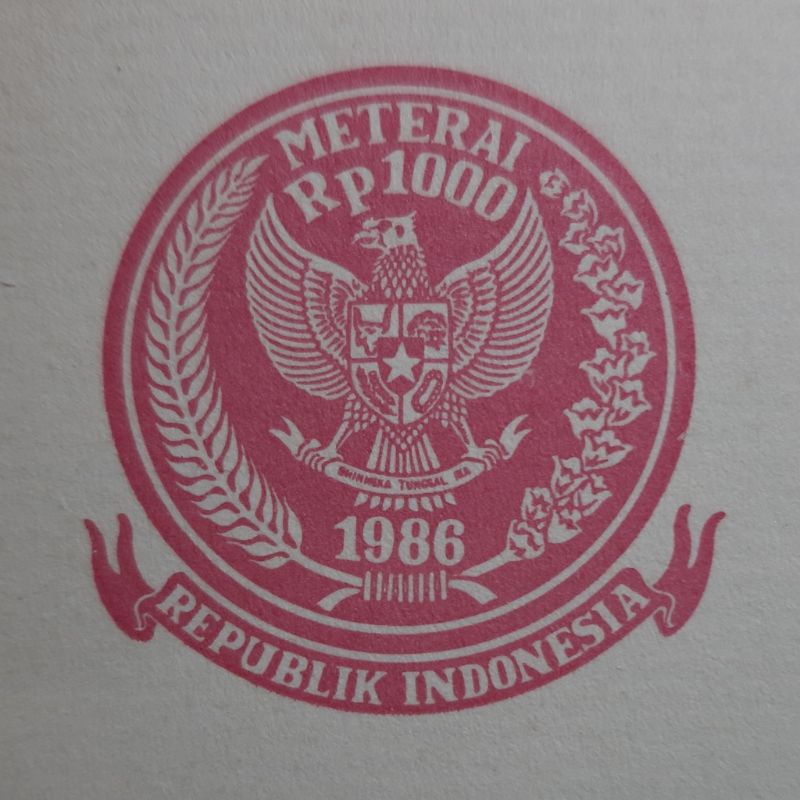 METERAI
Rp1000
BHINNEKA TUNGGAL IKA
1986
REPUBLIK INDONESIA